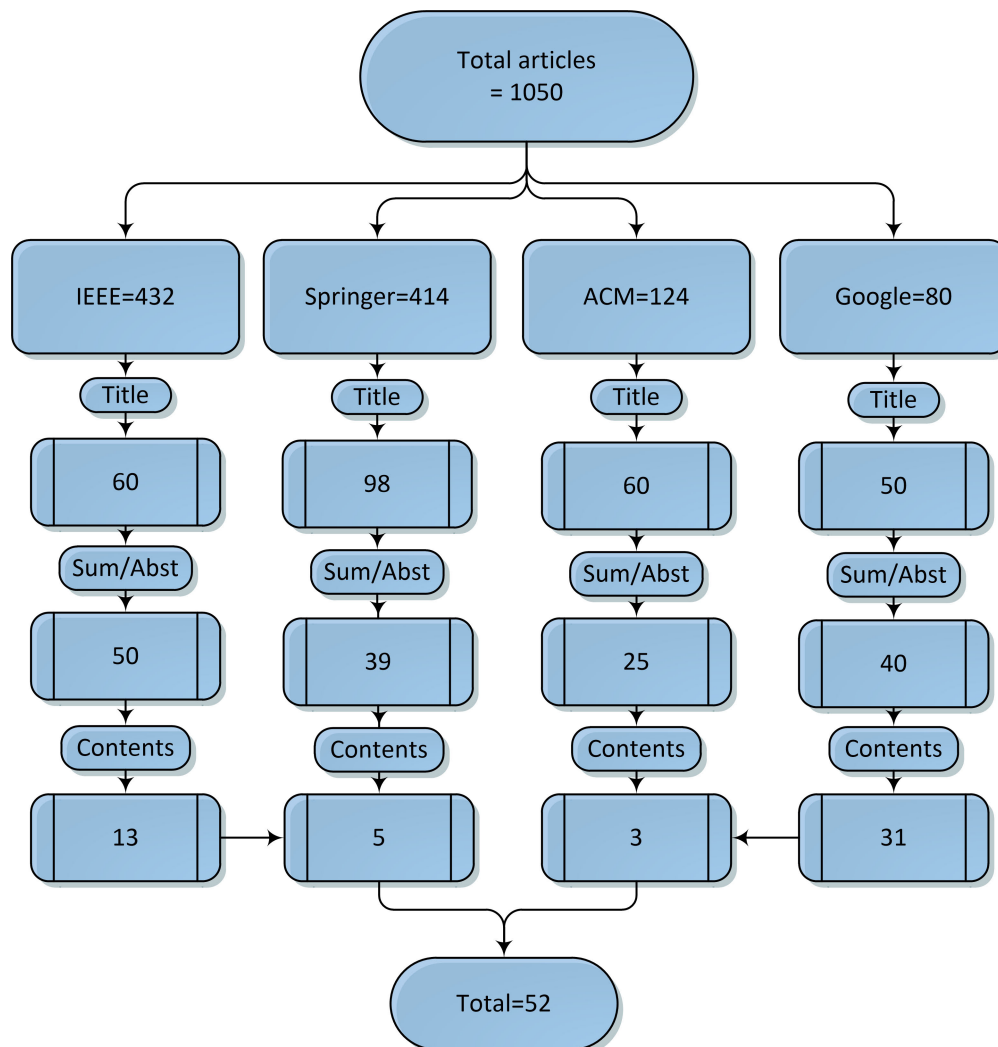 Total articles
= 1050
IEEE=432
Springer=414
ACM=124
Google=80
Title
Title
Title
Title
60
98
60
50
Sum/Abst
Sum/Abst
Sum/Abst
Sum/Abst
50
39
25
40
Contents
Contents
Contents
Contents
13
5
3
31
Total=52